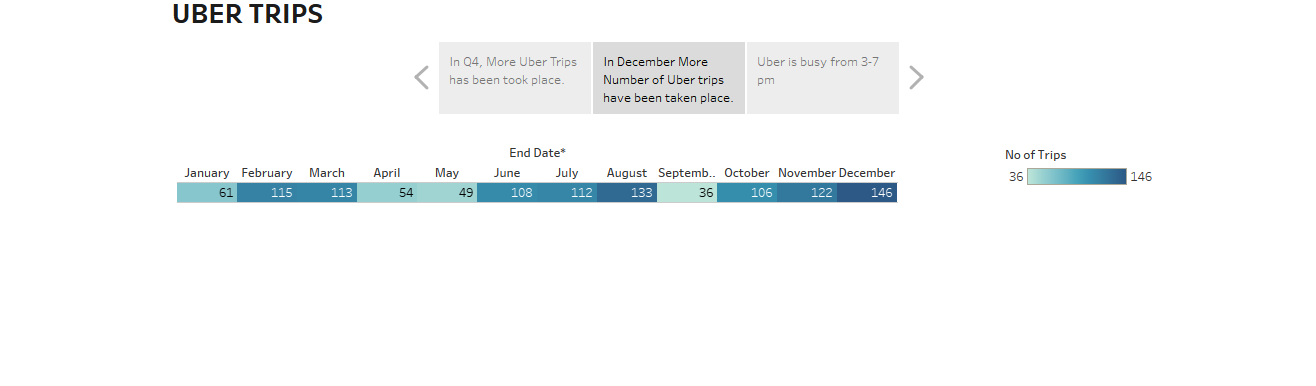 UBER TRIPS
In Q4, More Uber Trips
has been took place.
In December More
Number of Uber trips
have been taken place.
Uber is busy from 3-7
pm
End Date*
January February March April May June July August Septemb.. October November December
61 115 113 54 49 108 112 133 36 106 122 146
No of Trips
36 146